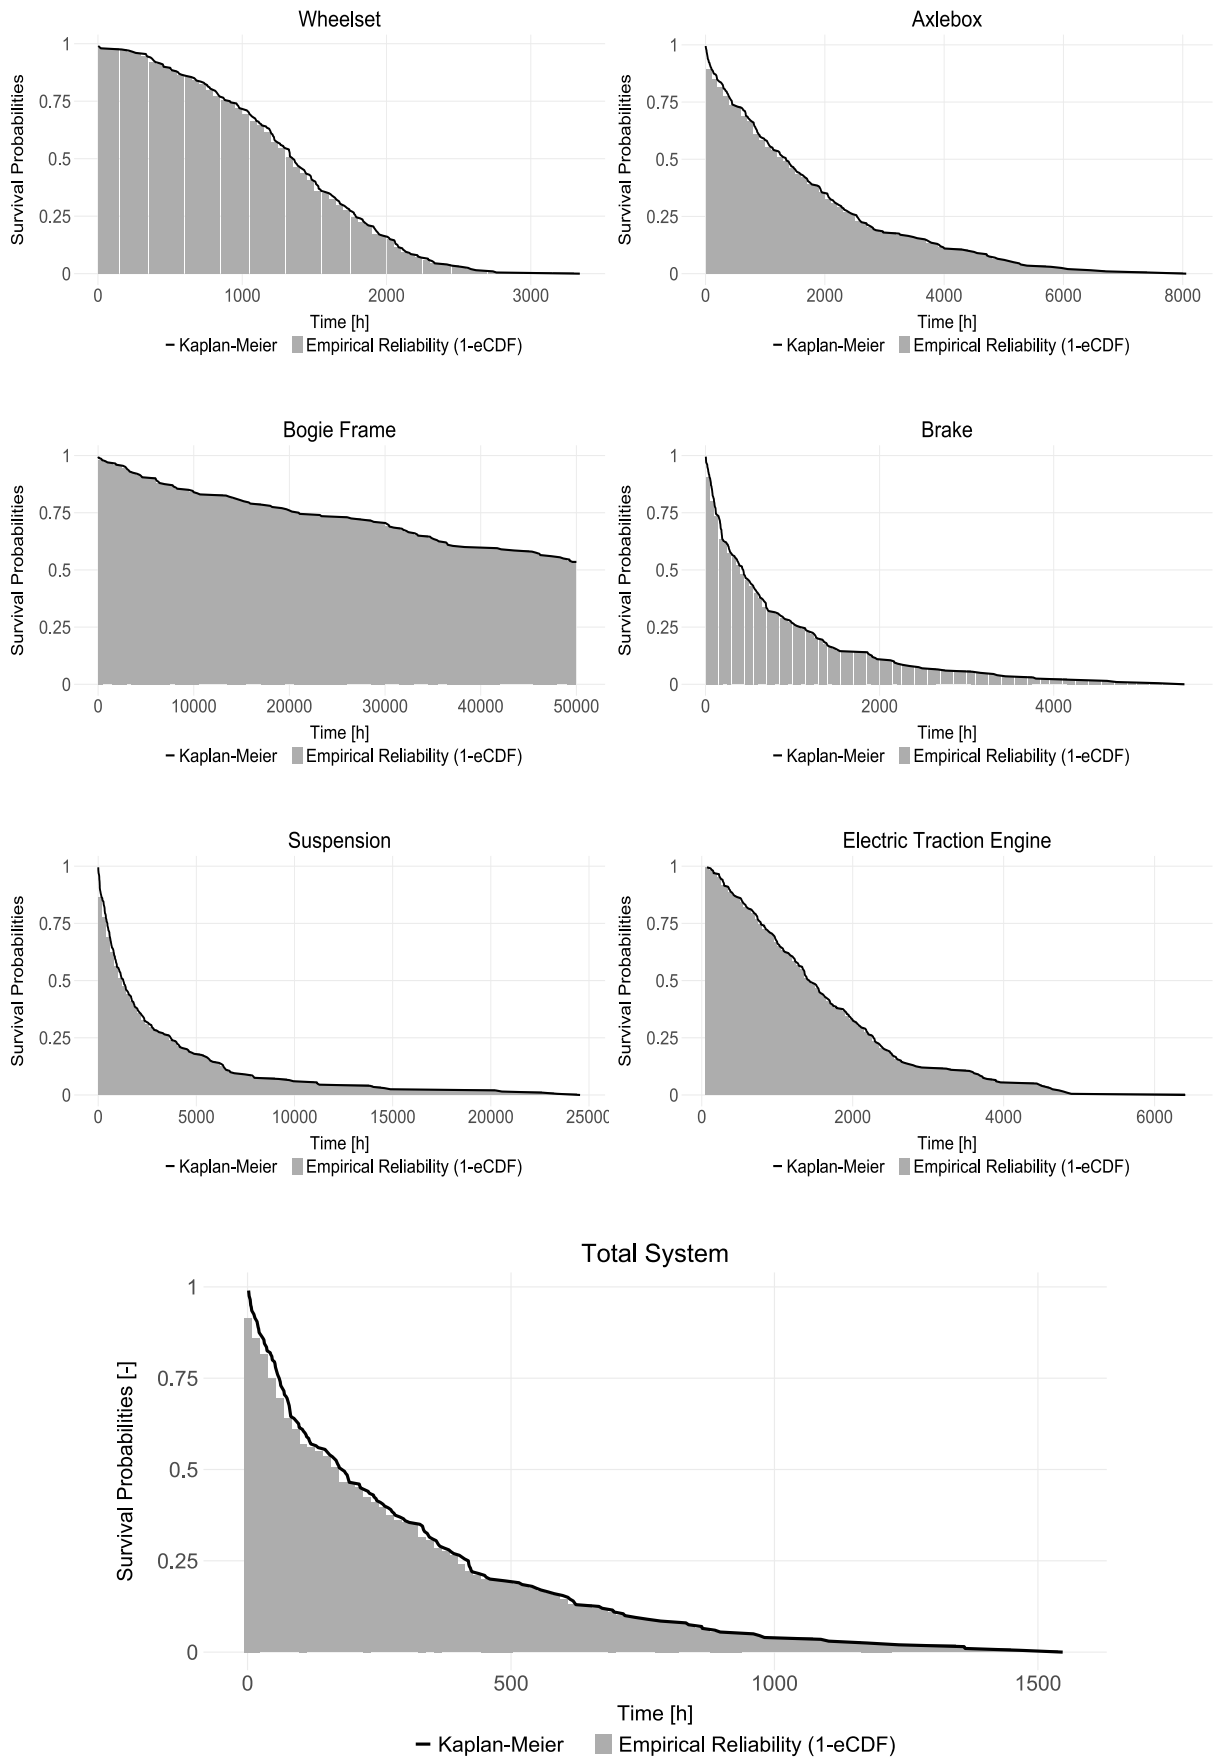 Wheelset
Survival Probabilities
1
0.75
0.5
0.25
0
0 1000 2000 3000
Time [h]
Kaplan-Meier Empirical Reliability (1-eCDF)
Axlebox
Survival Probabilities
1
0.75
0.5
0.25
0
0 2000 4000 6000 8000
Time [h]
Kaplan-Meier Empirical Reliability (1-eCDF)
Bogie Frame
Survival Probabilities
1
0.75
0.5
0.25
0
0 10000 20000 30000 40000 50000
Time [h]
Kaplan-Meier Empirical Reliability (1-eCDF)
Brake
Survival Probabilities
1
0.75
0.5
0.25
0
0 2000 4000
Time [h]
Kaplan-Meier Empirical Reliability (1-eCDF)
Suspension
Survival Probabilities
1
0.75
0.5
0.25
0
0 5000 10000 15000 20000 25000
Time [h]
Kaplan-Meier Empirical Reliability (1-eCDF)
Electric Traction Engine
Survival Probabilities
1
0.75
0.5
0.25
0
0 2000 4000 6000
Time [h]
Kaplan-Meier Empirical Reliability (1-eCDF)
Total System
Survival Probabilities [-]
1
0.75
0.5
0.25
0
0 500 1000 1500
Time [h]
Kaplan-Meier Empirical Reliability (1-eCDF)